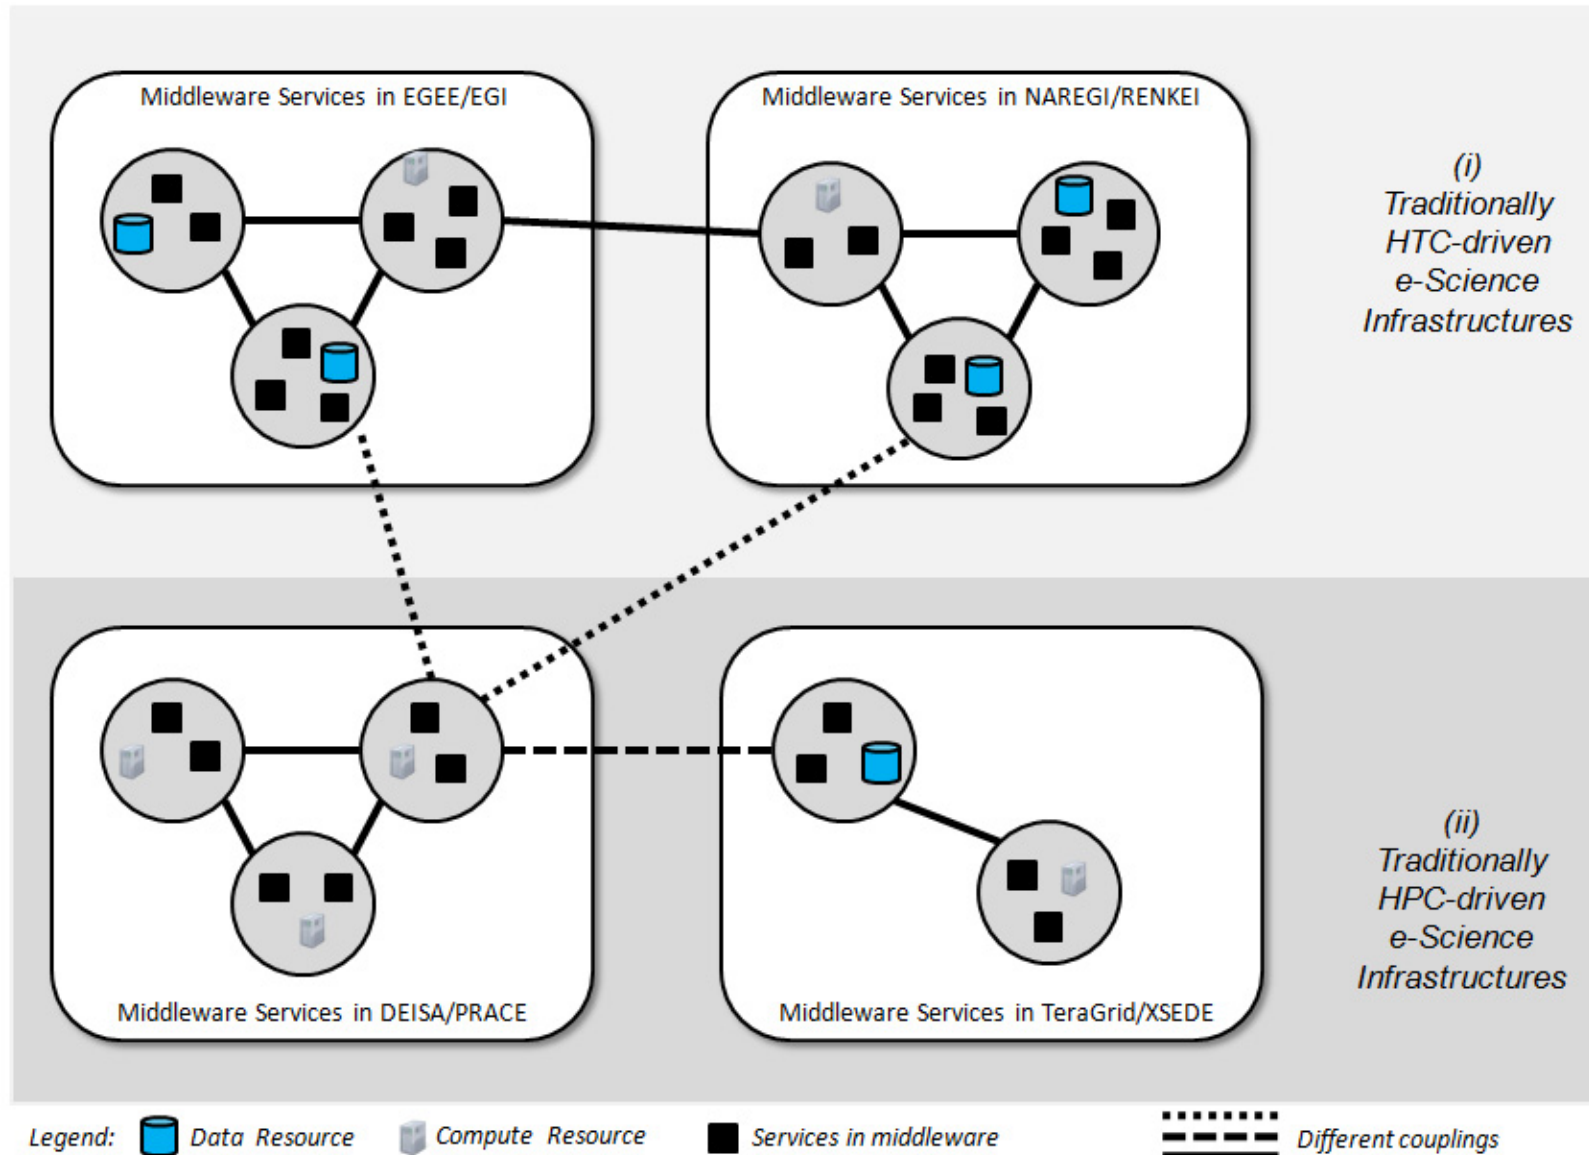 Middleware Services in EGEE/EGI
Middleware Services in NAREGI/RENKEI
(i)
Traditionally
HTC-driven
e-Science
Infrastructures
(ii)
Traditionally
HPC-driven
e-Science
Infrastructures
Middleware Services in DEISA/PRACE
Middleware Services in TeraGrid/XSEDE
Legend:
Data Resource
Compute Resource
Services in middleware
Different couplings